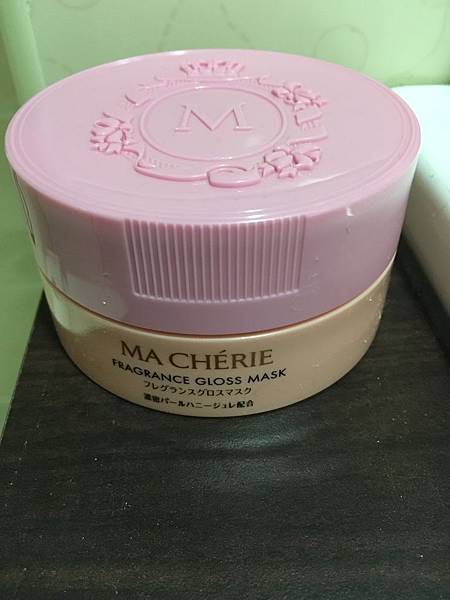 M
MA CHÉRIE
FRAGRANCE GLOSS MASK
フレグランスグロスマスク
濃密パールハニージュレ配合